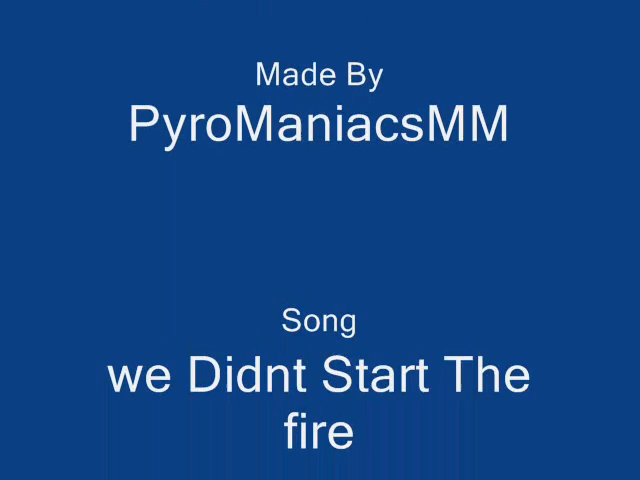 Made By
PyroManiacsMM
Song
we Didnt Start The
fire